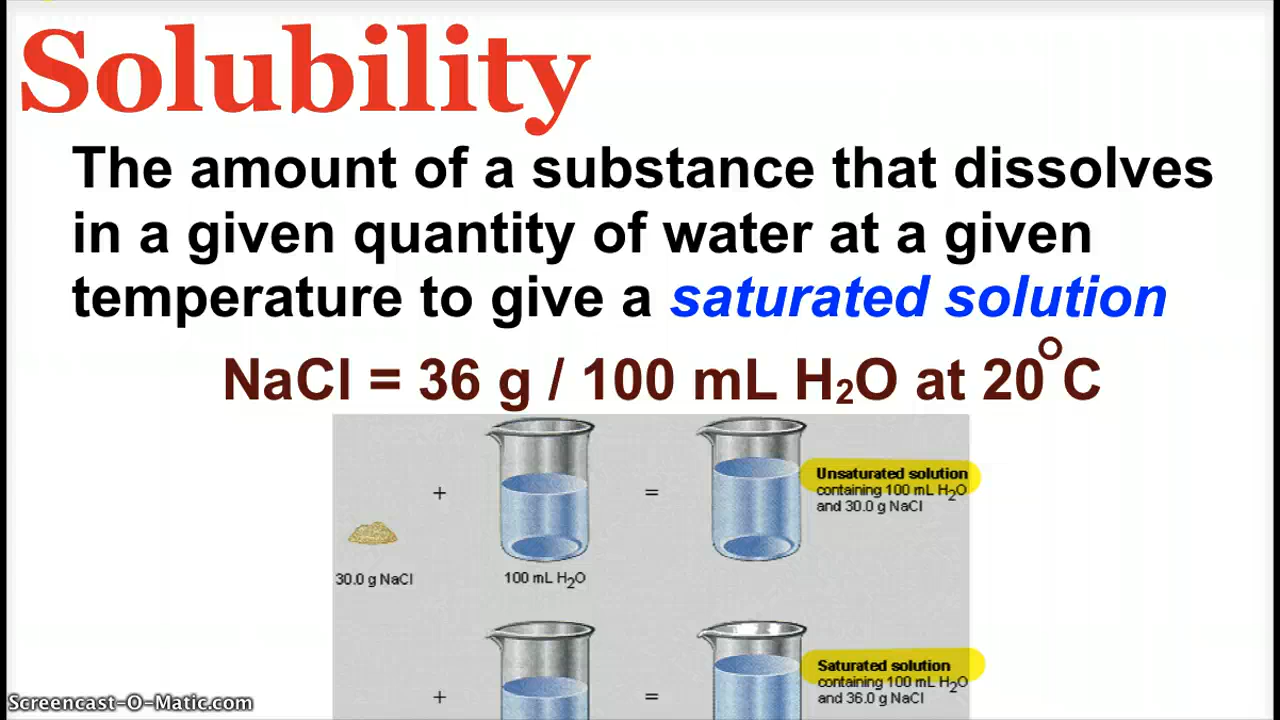 Solubility
The amount of a substance that dissolves
in a given quantity of water at a given
temperature to give a saturated solution
NaCl = 36 g / 100 mL H₂O at 20°C
+
=
Unsaturated solution
containing 100 mL H₂O
and 30.0 g NaCl
30.0 g NaCl
100 mL H₂O
+
=
Saturated solution
containing 100 mL H₂O
and 36.0 g NaCl
Screencast-O-Matic.com